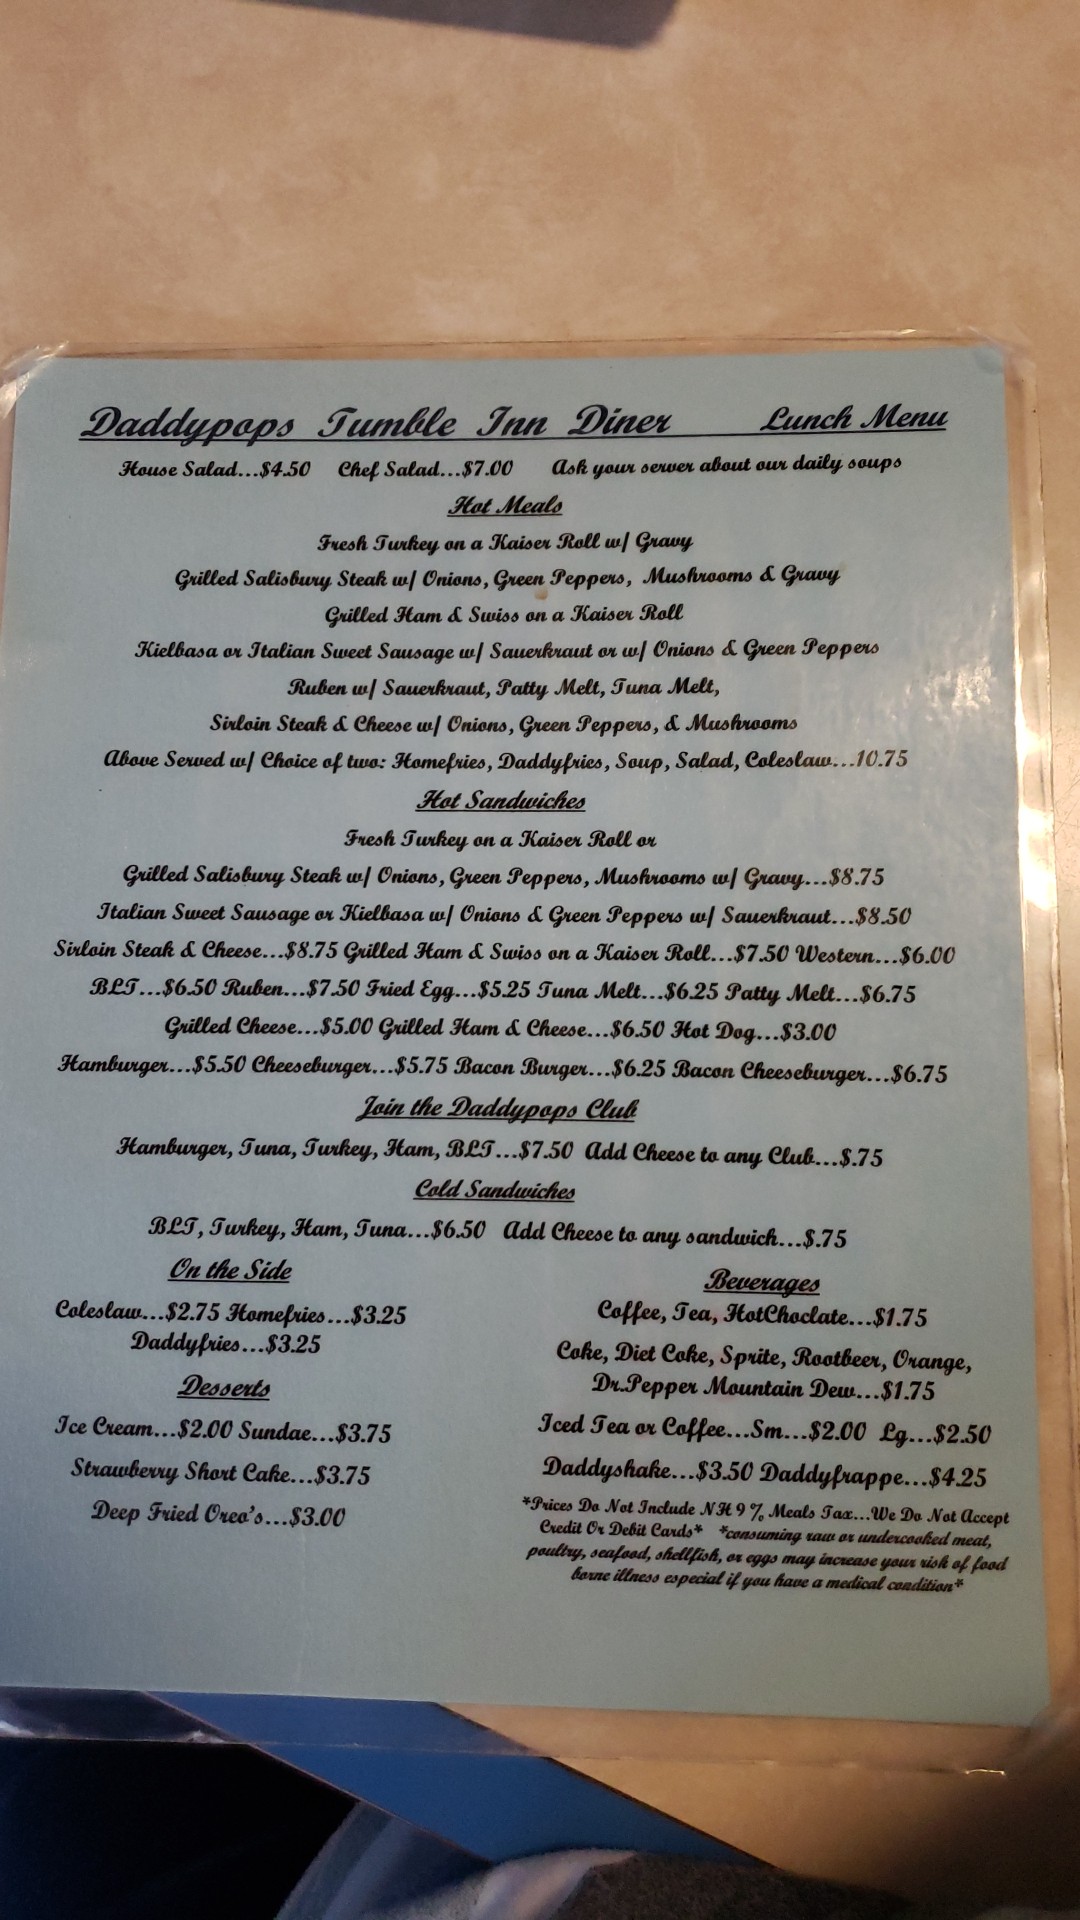 Daddypops Tumble Inn Diner Lunch Menu
House Salad...$4.50 Chef Salad...$7.00 Ask your server about our daily soups
Hot Meals
Fresh Turkey on a Kaiser Roll w/ Gravy
Grilled Salisbury Steak w/ Onions, Green Peppers, Mushrooms & Gravy
Grilled Ham & Swiss on a Kaiser Roll
Kielbasa or Italian Sweet Sausage w/ Sauerkraut or w/ Onions & Green Peppers
Ruben w/ Sauerkraut, Patty Melt, Tuna Melt,
Sirloin Steak & Cheese w/ Onions, Green Peppers, & Mushrooms
Above Served w/ Choice of two: Homefries, Daddyfries, Soup, Salad, Coleslaw...10.75
Hot Sandwiches
Fresh Turkey on a Kaiser Roll or
Grilled Salisbury Steak w/ Onions, Green Peppers, Mushrooms w/ Gravy...$8.75
Italian Sweet Sausage or Kielbasa w/ Onions & Green Peppers w/ Sauerkraut...$8.50
Sirloin Steak & Cheese...$8.75 Grilled Ham & Swiss on a Kaiser Roll...$7.50 Western...$6.00
BLT...$6.50 Ruben...$7.50 Fried Egg...$5.25 Tuna Melt...$6.25 Patty Melt...$6.75
Grilled Cheese...$5.00 Grilled Ham & Cheese...$6.50 Hot Dog...$3.00
Hamburger...$5.50 Cheeseburger...$5.75 Bacon Burger...$6.25 Bacon Cheeseburger...$6.75
Join the Daddypops Club
Hamburger, Tuna, Turkey, Ham, BLT...$7.50 Add Cheese to any Club...$.75
Cold Sandwiches
BLT, Turkey, Ham, Tuna...$6.50 Add Cheese to any sandwich...$.75
On the Side
Coleslaw...$2.75 Homefries...$3.25
Daddyfries...$3.25
Desserts
Ice Cream...$2.00 Sundae...$3.75
Strawberry Short Cake...$3.75
Deep Fried Oreo's...$3.00
Beverages
Coffee, Tea, HotChoclate...$1.75
Coke, Diet Coke, Sprite, Rootbeer, Orange,
Dr.Pepper Mountain Dew...$1.75
Iced Tea or Coffee...Sm...$2.00 Lg...$2.50
Daddyshake...$3.50 Daddyfrappe...$4.25
*Prices Do Not Include NH 9% Meals Tax...We Do Not Accept
Credit Or Debit Cards* *consuming raw or undercooked meat,
poultry, seafood, shellfish, or eggs may increase your risk of food
borne illness especial if you have a medical condition*